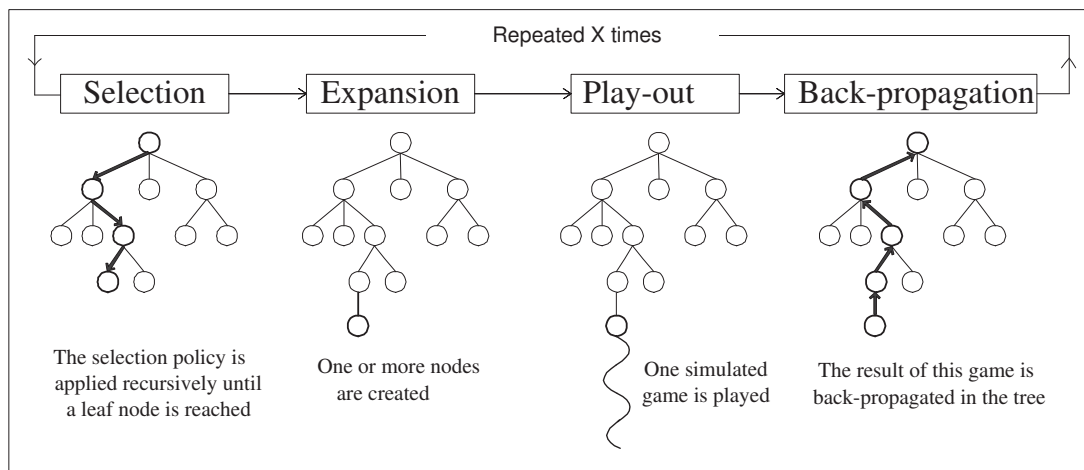 Repeated X times
Selection
Expansion
Play-out
Back-propagation
The selection policy is
applied recursively until
a leaf node is reached
One or more nodes
are created
One simulated
game is played
The result of this game is
back-propagated in the tree